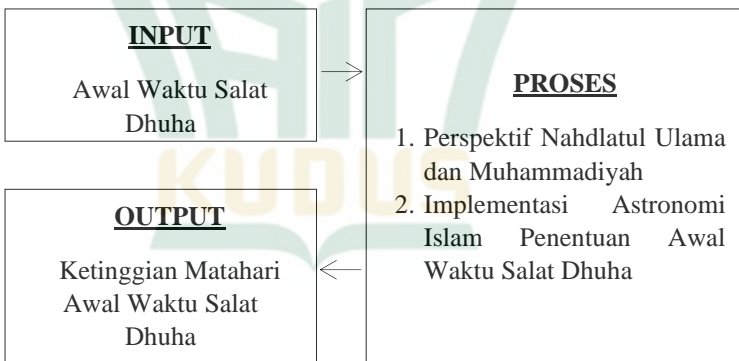 INPUT
Awal Waktu Salat
Dhuha
PROSES
1. Perspektif Nahdlatul Ulama
dan Muhammadiyah
2. Implementasi Astronomi
Islam Penentuan Awal
Waktu Salat Dhuha
OUTPUT
Ketinggian Matahari
Awal Waktu Salat
Dhuha
KUDUS